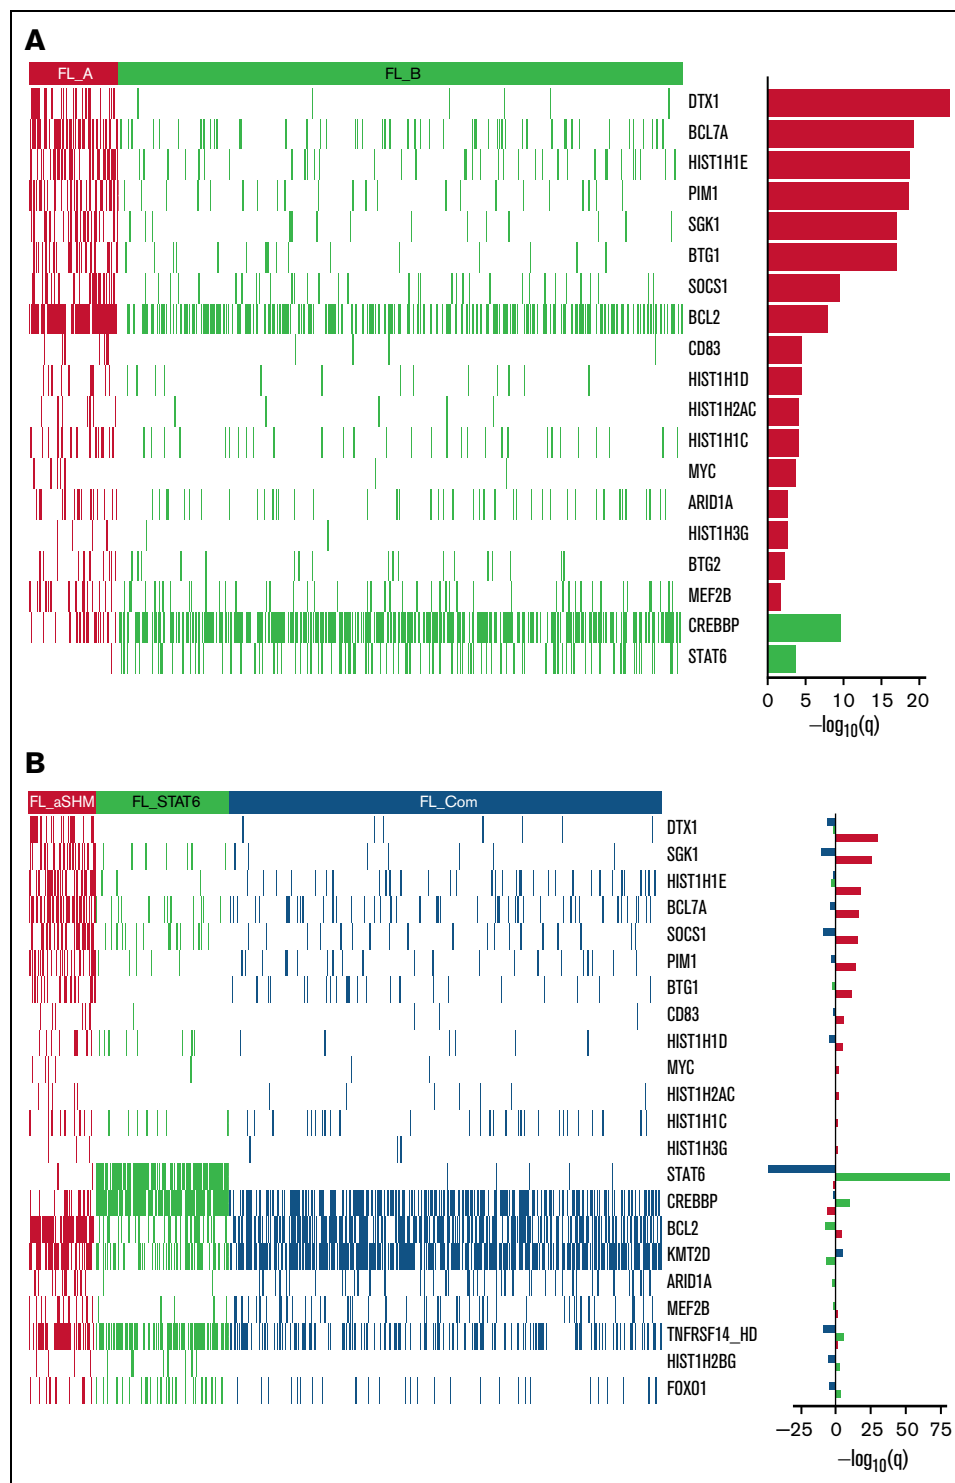 A
FL_A FL_B
DTX1
BCL7A
HIST1H1E
PIM1
SGK1
BTG1
SOCS1
BCL2
CD83
HIST1H1D
HIST1H2AC
HIST1H1C
MYC
ARID1A
HIST1H3G
BTG2
MEF2B
CREBBP
STAT6
0 5 10 15 20
−log10(q)
B
FL_aSHM FL_STAT6 FL_Com
DTX1
SGK1
HIST1H1E
BCL7A
SOCS1
PIM1
BTG1
CD83
HIST1H1D
MYC
HIST1H2AC
HIST1H1C
HIST1H3G
STAT6
CREBBP
BCL2
KMT2D
ARID1A
MEF2B
TNFRSF14_HD
HIST1H2BG
FOXO1
−25 0 25 50 75
−log10(q)